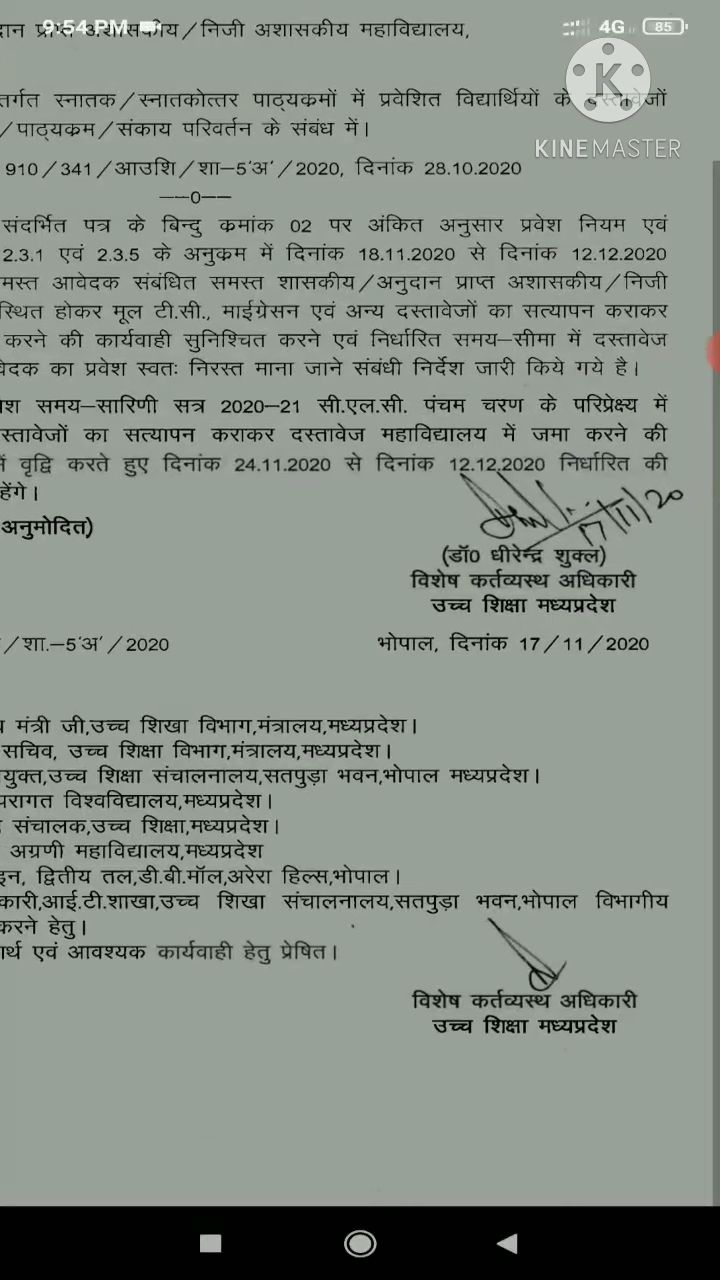 9:54 PM
4G 85
प्राप्त अशासकीय/निजी अशासकीय महाविद्यालय,
K
KINEMASTER
तर्गत स्नातक/स्नातकोत्तर पाठ्यक्रमों में प्रवेशित विद्यार्थियों के दस्तावेजों
/पाठ्यक्रम/संकाय परिवर्तन के संबंध में।
910/341/आउशि/शा–5'अ'/2020, दिनांक 28.10.2020
––0––
संदर्भित पत्र के बिन्दु क्रमांक 02 पर अंकित अनुसार प्रवेश नियम एवं
2.3.1 एवं 2.3.5 के अनुक्रम में दिनांक 18.11.2020 से दिनांक 12.12.2020
मस्त आवेदक संबंधित समस्त शासकीय/अनुदान प्राप्त अशासकीय/निजी
स्थित होकर मूल टी.सी., माईग्रेसन एवं अन्य दस्तावेजों का सत्यापन कराकर
करने की कार्यवाही सुनिश्चित करने एवं निर्धारित समय–सीमा में दस्तावेज
वेदक का प्रवेश स्वतः निरस्त माना जाने संबंधी निर्देश जारी किये गये है।
श समय–सारिणी सत्र 2020–21 सी.एल.सी. पंचम चरण के परिप्रेक्ष्य में
स्तावेजों का सत्यापन कराकर दस्तावेज महाविद्यालय में जमा करने की
में वृद्वि करते हुए दिनांक 24.11.2020 से दिनांक 12.12.2020 निर्धारित की
हेंगे।
अनुमोदित)
17/11/20
(डॉ0 धीरेन्द्र शुक्ल)
विशेष कर्तव्यस्थ अधिकारी
उच्च शिक्षा मध्यप्रदेश
/शा.–5'अ'/2020 भोपाल, दिनांक 17/11/2020
मंत्री जी,उच्च शिखा विभाग,मंत्रालय,मध्यप्रदेश।
सचिव, उच्च शिक्षा विभाग,मंत्रालय,मध्यप्रदेश।
युक्त,उच्च शिक्षा संचालनालय,सतपुड़ा भवन,भोपाल मध्यप्रदेश।
परागत विश्वविद्यालय,मध्यप्रदेश।
संचालक,उच्च शिक्षा,मध्यप्रदेश।
अग्रणी महाविद्यालय,मध्यप्रदेश
इन, द्वितीय तल,डी.बी.मॉल,अरेरा हिल्स,भोपाल।
कारी,आई.टी.शाखा,उच्च शिखा संचालनालय,सतपुड़ा भवन,भोपाल विभागीय
करने हेतु।
ार्थ एवं आवश्यक कार्यवाही हेतु प्रेषित।
विशेष कर्तव्यस्थ अधिकारी
उच्च शिक्षा मध्यप्रदेश